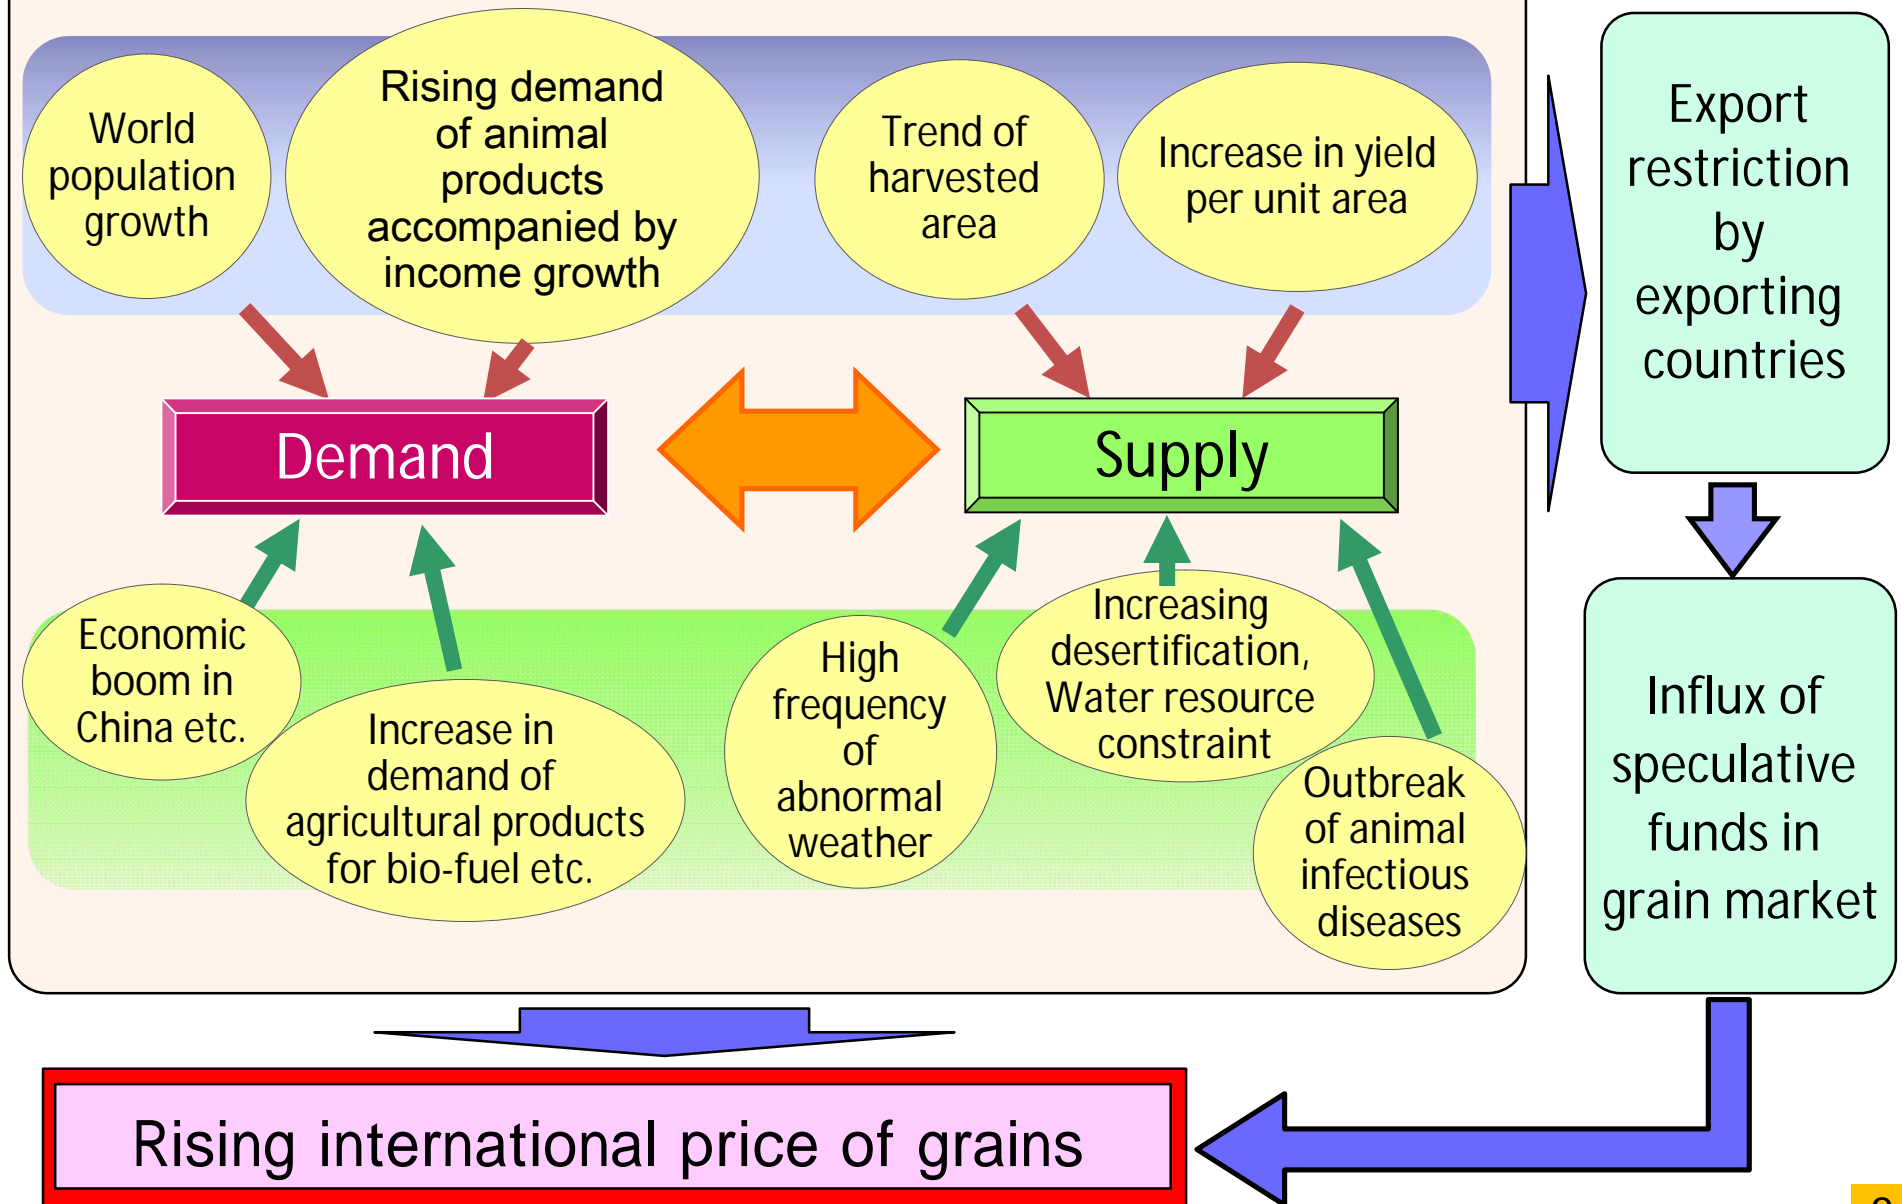 World
population
growth
Rising demand
of animal
products
accompanied by
income growth
Trend of
harvested
area
Increase in yield
per unit area
Export
restriction
by
exporting
countries
Demand
Supply
Economic
boom in
China etc.
Increase in
demand of
agricultural products
for bio-fuel etc.
High
frequency
of
abnormal
weather
Increasing
desertification,
Water resource
constraint
Outbreak
of animal
infectious
diseases
Influx of
speculative
funds in
grain market
Rising international price of grains